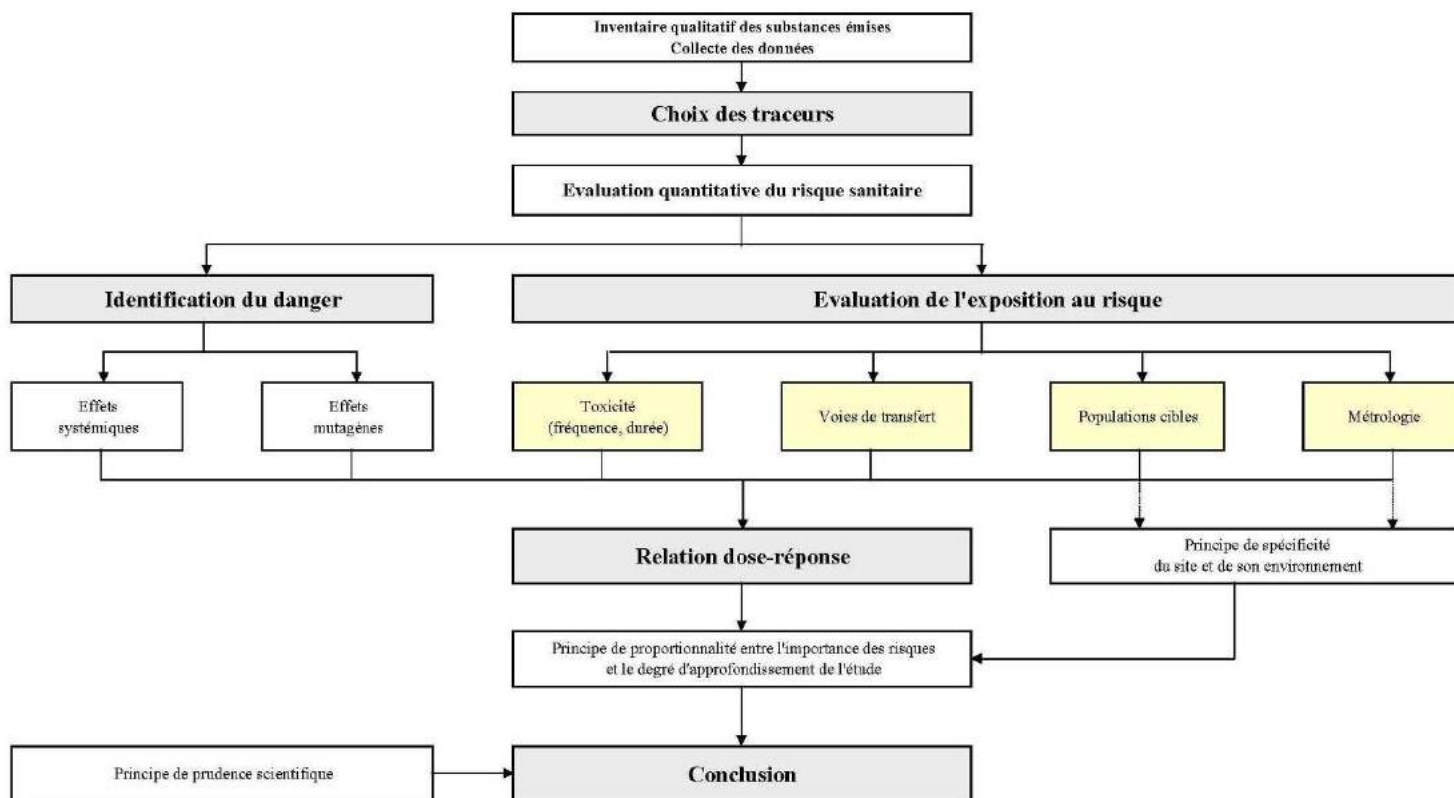 Inventaire qualitatif des substances émises
Collecte des données
Choix des traceurs
Evaluation quantitative du risque sanitaire
Identification du danger
Evaluation de l'exposition au risque
Effets
systémiques
Effets
mutagènes
Toxicité
(fréquence, durée)
Voies de transfert
Populations cibles
Métrologie
Relation dose-réponse
Principe de spécificité
du site et de son environnement
Principe de proportionnalité entre l'importance des risques
et le degré d'approfondissement de l'étude
Principe de prudence scientifique
Conclusion